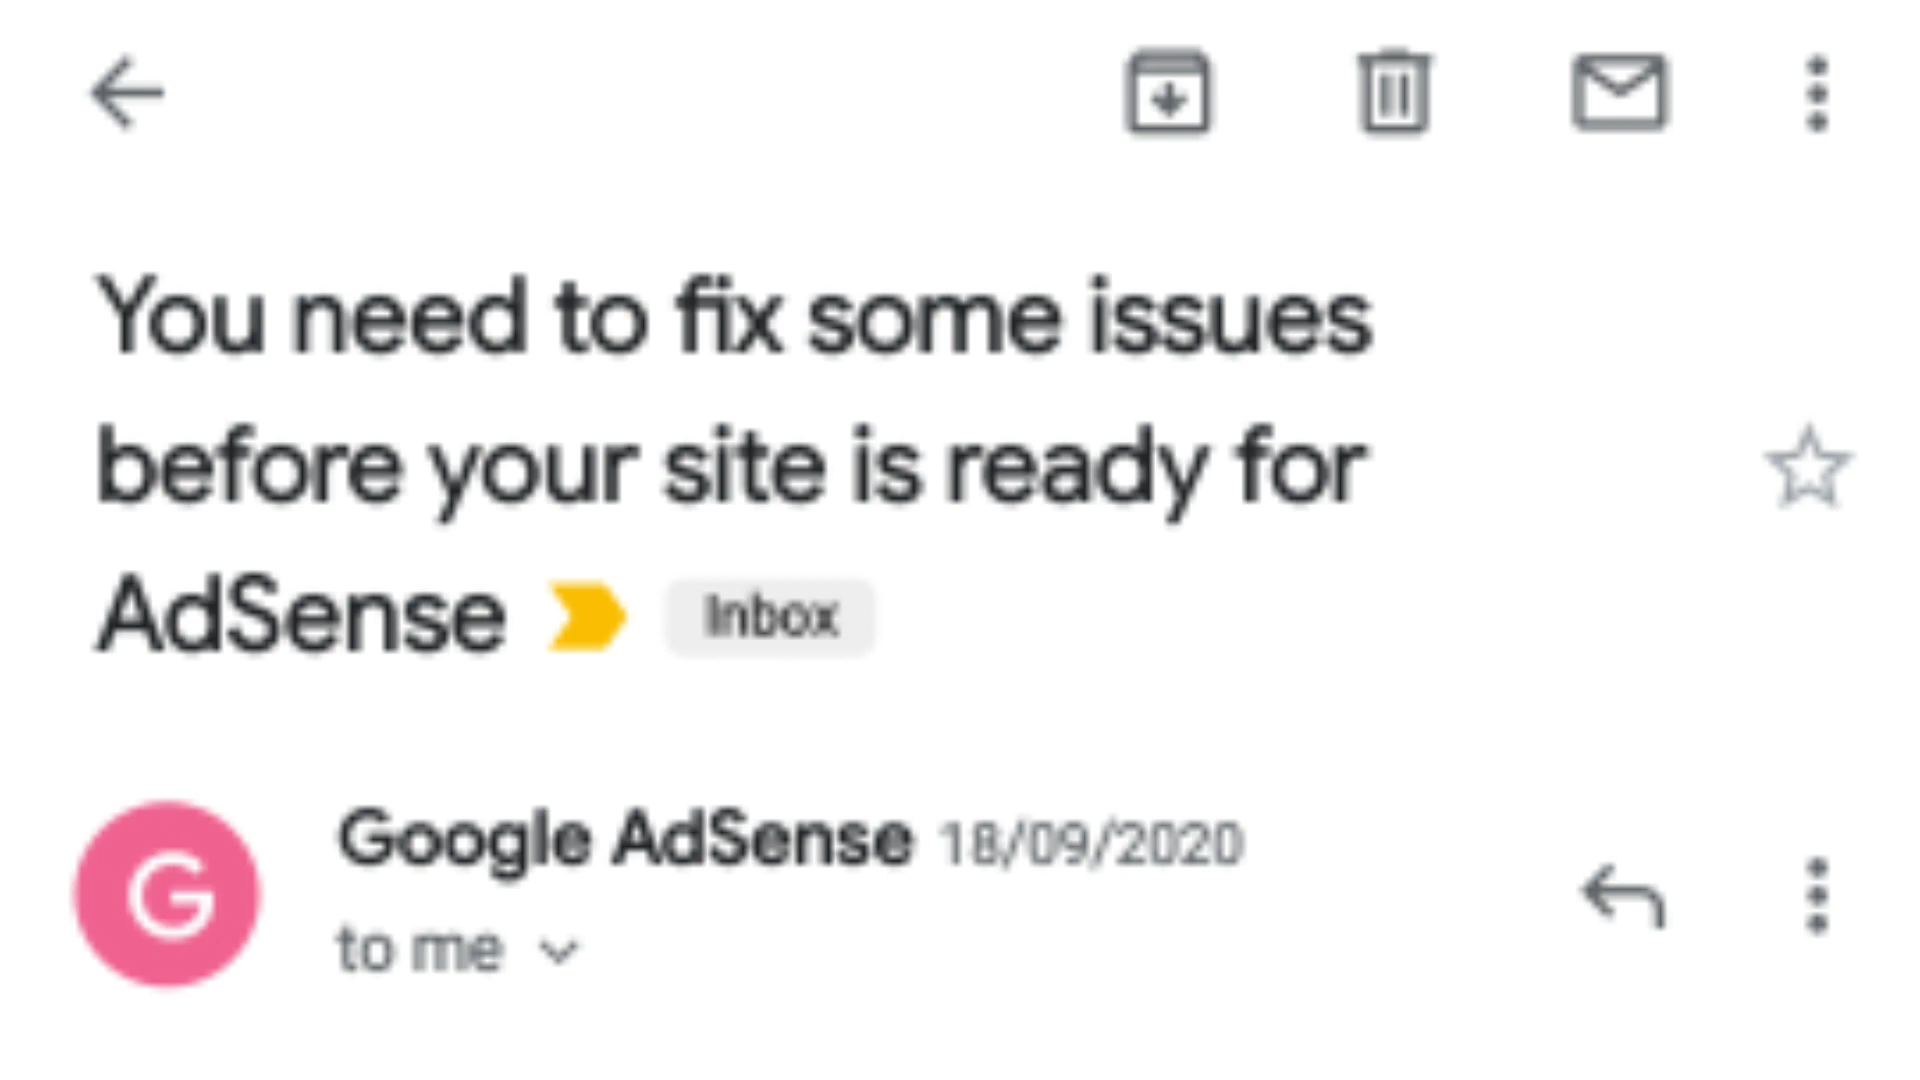 You need to fix some issues
before your site is ready for
AdSense Inbox
G
Google AdSense 18/09/2020
to me